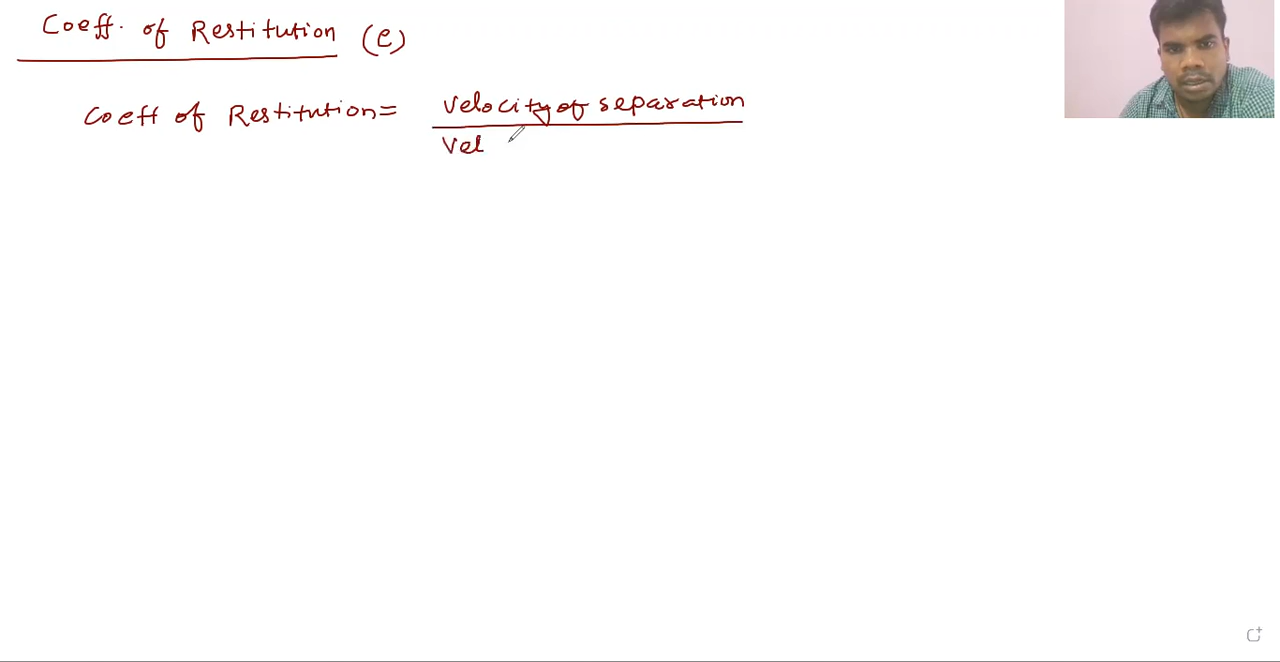 Coeff. of Restitution (e)
Coeff of Restitution = velocity of separation
vel